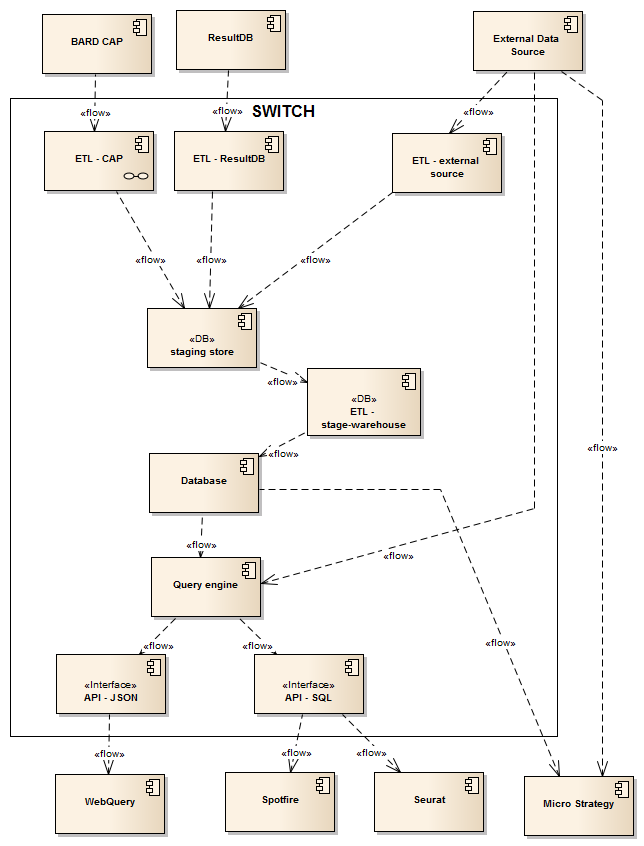 BARD CAP
ResultDB
External Data
Source
«flow»
«flow»
«flow»
SWITCH
ETL - CAP
ETL - ResultDB
ETL - external
source
«flow»
«flow»
«flow»
«DB»
staging store
«flow»
«DB»
ETL -
stage-warehouse
«flow»
«flow»
Database
«flow»
«flow»
Query engine
«flow»
«flow»
«flow»
«Interface»
API - JSON
«Interface»
API - SQL
«flow»
«flow»
«flow»
WebQuery
Spotfire
Seurat
Micro Strategy